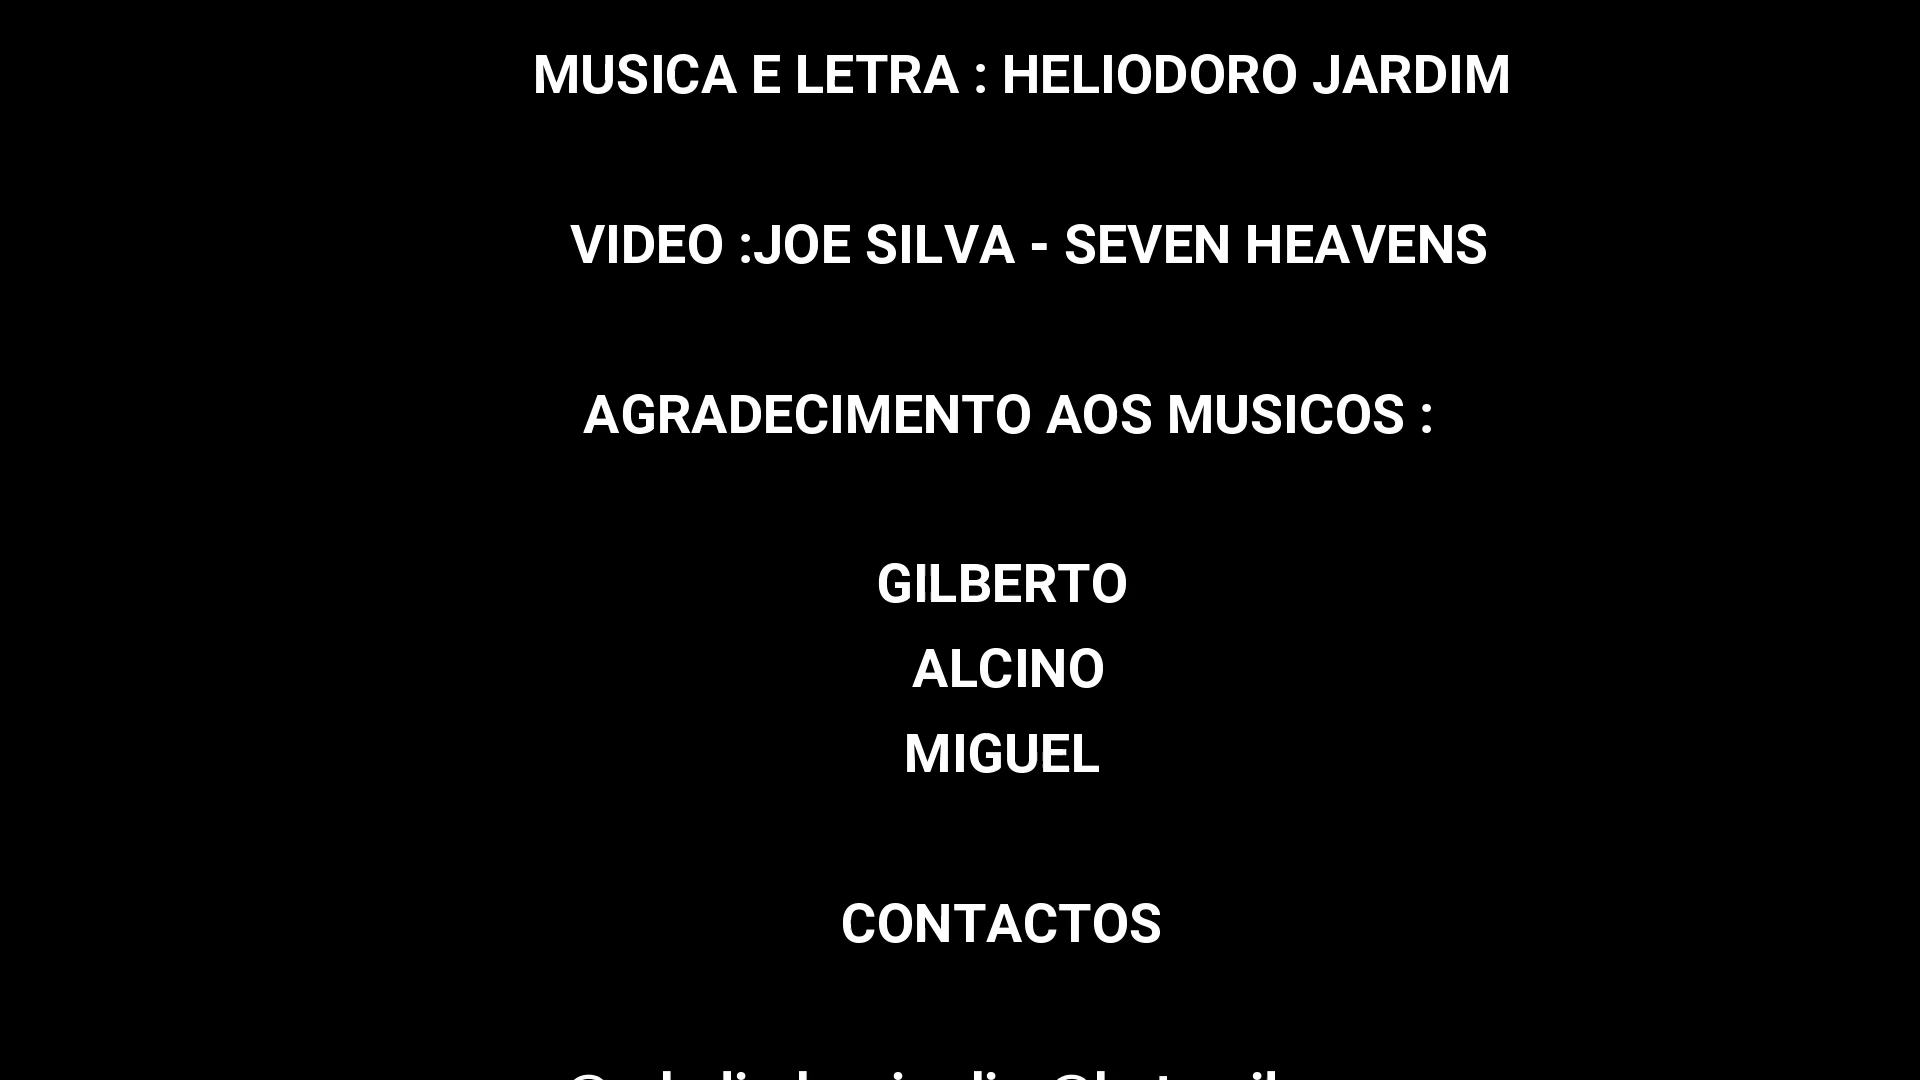 MUSICA E LETRA : HELIODORO JARDIM
VIDEO :JOE SILVA - SEVEN HEAVENS
AGRADECIMENTO AOS MUSICOS :
GILBERTO
ALCINO
MIGUEL
CONTACTOS